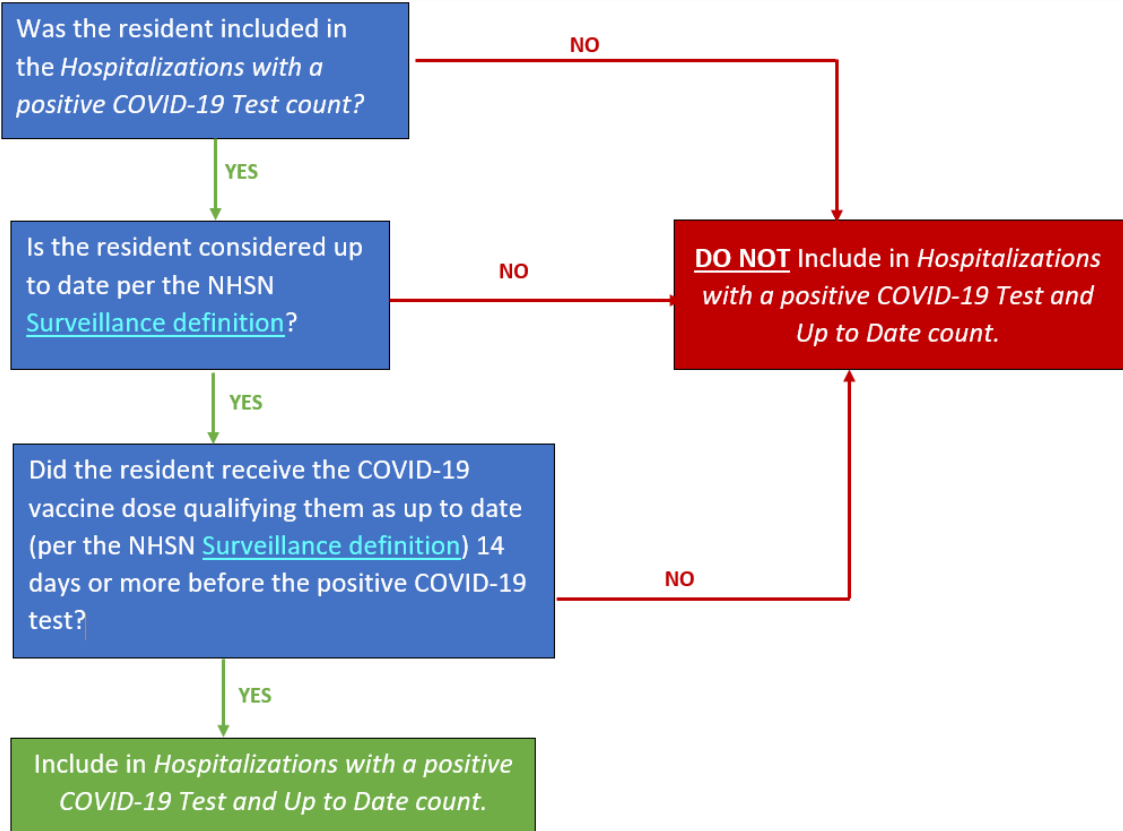 Was the resident included in
the Hospitalizations with a
positive COVID-19 Test count?
NO
YES
Is the resident considered up
to date per the NHSN
Surveillance definition?
NO
DO NOT Include in Hospitalizations
with a positive COVID-19 Test and
Up to Date count.
YES
Did the resident receive the COVID-19
vaccine dose qualifying them as up to date
(per the NHSN Surveillance definition) 14
days or more before the positive COVID-19
test?
NO
YES
Include in Hospitalizations with a positive
COVID-19 Test and Up to Date count.